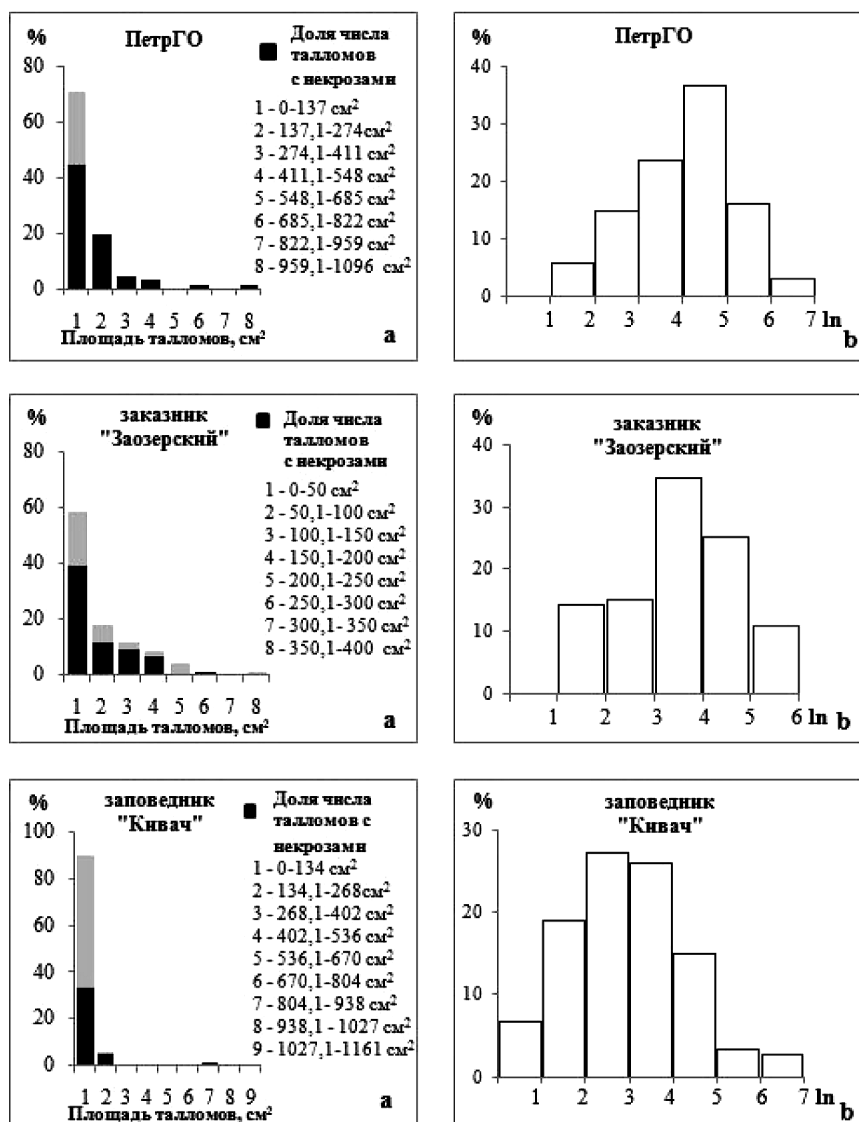 %
ПетрГО
Доля числа
талломов
с некрозами
80
60
40
20
0
1 - 0-137 см²
2 - 137,1-274см²
3 - 274,1-411 см²
4 - 411,1-548 см²
5 - 548,1-685 см²
6 - 685,1-822 см²
7 - 822,1-959 см²
8 - 959,1-1096 см²
1 2 3 4 5 6 7 8
Площадь талломов, см²
a
%
ПетрГО
40
30
20
10
0
1 2 3 4 5 6 7 ln
b
%
заказник
"Заозерский"
Доля числа
талломов
с некрозами
80
60
40
20
0
1 - 0-50 см²
2 - 50,1-100 см²
3 - 100,1-150 см²
4 - 150,1-200 см²
5 - 200,1-250 см²
6 - 250,1-300 см²
7 - 300,1- 350 см²
8 - 350,1-400 см²
1 2 3 4 5 6 7 8
Площадь талломов, см²
a
%
заказник
"Заозерский"
40
30
20
10
0
1 2 3 4 5 6 ln
b
%
заповедник
"Кивач"
Доля числа
талломов с
некрозами
100
80
60
40
20
0
1 - 0-134 см²
2 - 134,1-268см²
3 - 268,1-402 см²
4 - 402,1-536 см²
5 - 536,1-670 см²
6 - 670,1-804 см²
7 - 804,1- 938 см²
8 - 938,1 - 1027 см²
9 - 1027,1-1161 см²
1 2 3 4 5 6 7 8 9
Площадь талломов, см²
a
%
заповедник
"Кивач"
30
20
10
0
1 2 3 4 5 6 7 ln
b